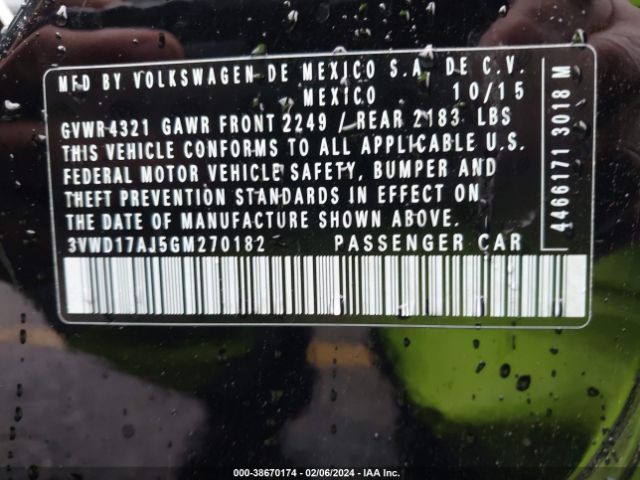 MFD BY VOLKSWAGEN DE MEXICO S.A. DE C.V.
MEXICO 10/15
GVWR 4321 GAWR FRONT 2249 / REAR 2183 LBS
THIS VEHICLE CONFORMS TO ALL APPLICABLE U.S.
FEDERAL MOTOR VEHICLE SAFETY, BUMPER AND
THEFT PREVENTION STANDARDS IN EFFECT ON
THE DATE OF MANUFACTURE SHOWN ABOVE.
3VWD17AJ5GM270182 PASSENGER CAR
4466171 3018 M
000-38670174 | 02/06/2024 | IAA Inc.